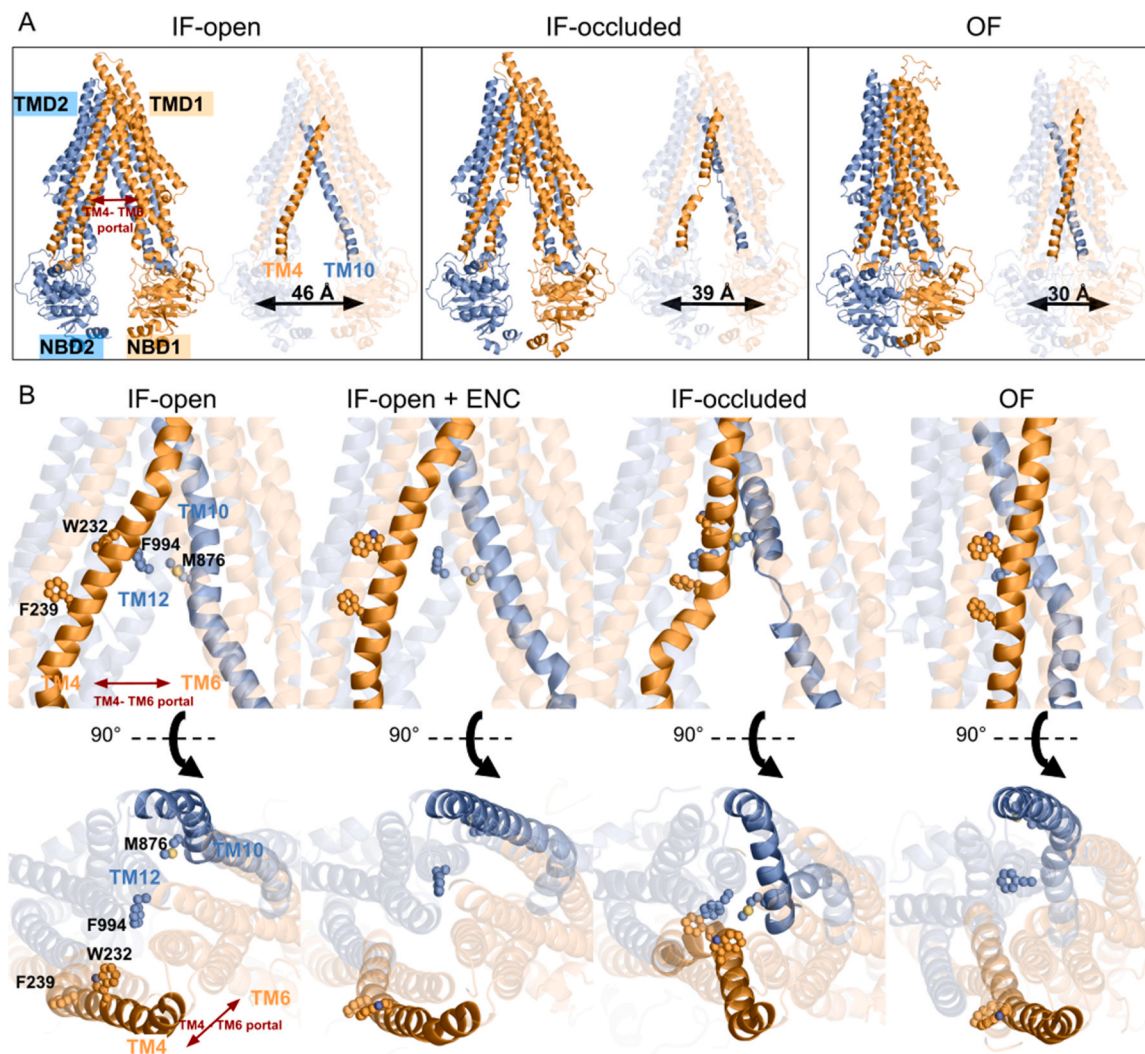 A
IF-open
IF-occluded
OF
TMD2
TMD1
TM4- TM6
portal
TM4
TM10
46 Å
39 Å
30 Å
NBD2
NBD1
B
IF-open
IF-open + ENC
IF-occluded
OF
TM10
W232
F994
M876
TM12
F239
TM4
TM6
TM4- TM6 portal
90°
90°
90°
90°
M876
TM10
TM12
F994
W232
F239
TM6
TM4 - TM6
portal
TM4